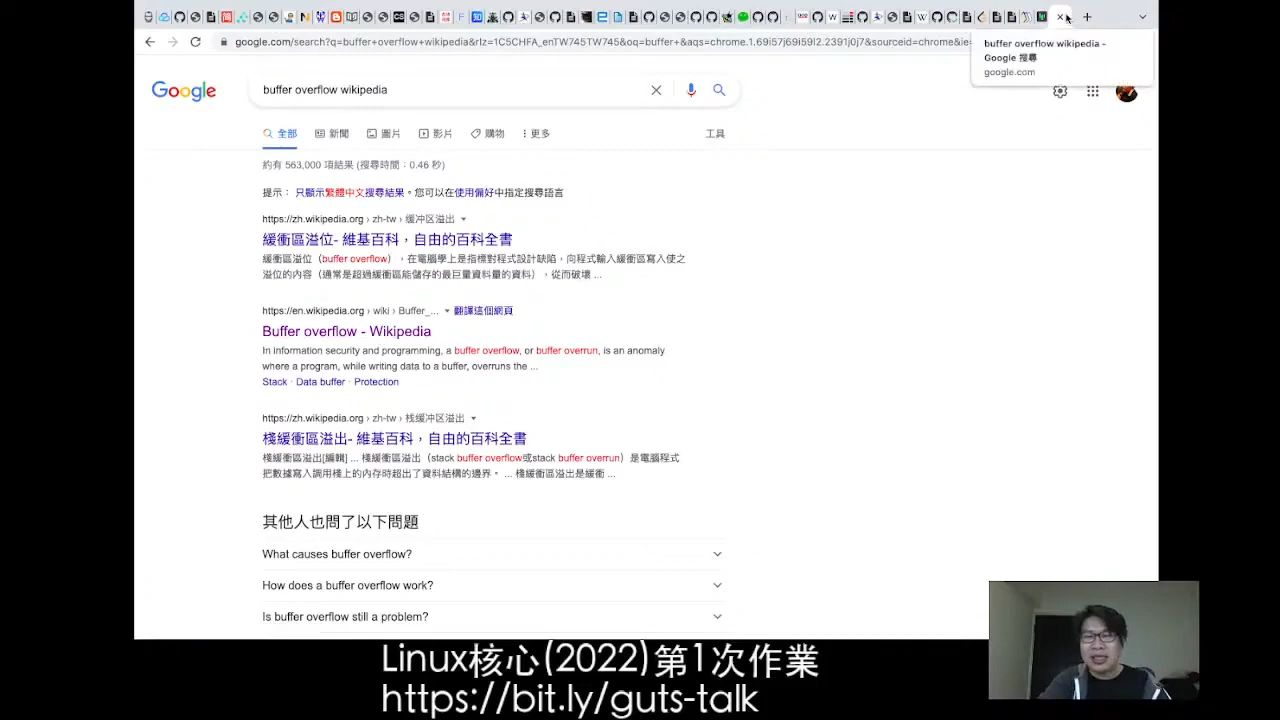 google.com/search?q=buffer+overflow+wikipedia&rlz=1C5CHFA_enTW745TW745&oq=buffer+&aqs=chrome.1.69i57j69i59l2.2391j0j7&sourceid=chrome&ie=
buffer overflow wikipedia -
Google 搜尋
google.com
Google
buffer overflow wikipedia
全部 新聞 圖片 影片 購物 更多 工具
約有 563,000 項結果 (搜尋時間：0.46 秒)
提示： 只顯示繁體中文搜尋結果。您可以在使用偏好中指定搜尋語言
https://zh.wikipedia.org › zh-tw › 缓冲区溢出
緩衝區溢位- 維基百科，自由的百科全書
緩衝區溢位（buffer overflow），在電腦學上是指標對程式設計缺陷，向程式輸入緩衝區寫入使之
溢位的內容（通常是超過緩衝區能儲存的最巨量資料量的資料），從而破壞 ...
https://en.wikipedia.org › wiki › Buffer_... 翻譯這個網頁
Buffer overflow - Wikipedia
In information security and programming, a buffer overflow, or buffer overrun, is an anomaly
where a program, while writing data to a buffer, overruns the ...
Stack · Data buffer · Protection
https://zh.wikipedia.org › zh-tw › 栈缓冲区溢出
棧緩衝區溢出- 維基百科，自由的百科全書
棧緩衝區溢出[編輯] ... 棧緩衝區溢出（stack buffer overflow或stack buffer overrun）是電腦程式
把數據寫入調用棧上的內存時超出了資料結構的邊界。 ... 棧緩衝區溢出是緩衝 ...
其他人也問了以下問題
What causes buffer overflow?
How does a buffer overflow work?
Is buffer overflow still a problem?
Linux核心(2022)第1次作業
https://bit.ly/guts-talk